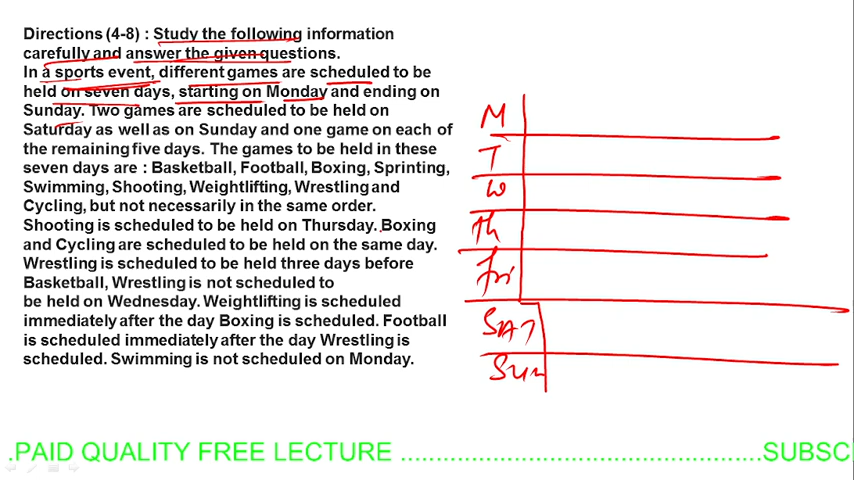 Directions (4-8) : Study the following information
carefully and answer the given questions.
In a sports event, different games are scheduled to be
held on seven days, starting on Monday and ending on
Sunday. Two games are scheduled to be held on
Saturday as well as on Sunday and one game on each of
the remaining five days. The games to be held in these
seven days are : Basketball, Football, Boxing, Sprinting,
Swimming, Shooting, Weightlifting, Wrestling and
Cycling, but not necessarily in the same order.
Shooting is scheduled to be held on Thursday. Boxing
and Cycling are scheduled to be held on the same day.
Wrestling is scheduled to be held three days before
Basketball, Wrestling is not scheduled to
be held on Wednesday. Weightlifting is scheduled
immediately after the day Boxing is scheduled. Football
is scheduled immediately after the day Wrestling is
scheduled. Swimming is not scheduled on Monday.
M
T
W
Th
Fri
SAT
Sun
.PAID QUALITY FREE LECTURE ..................................................SUBSC